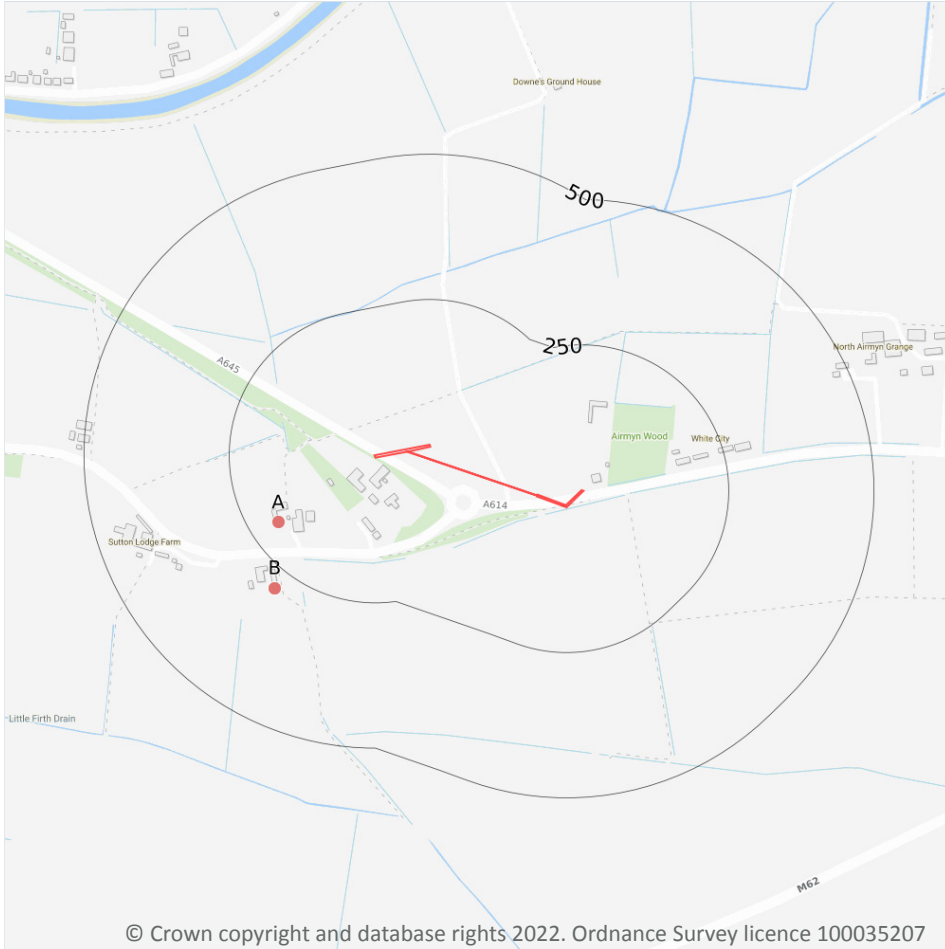 Downe's Ground House
500
A645
250
North Airmyn Grange
Airmyn Wood
White City
A
A614
Sutton Lodge Farm
B
Little Firth Drain
M62
© Crown copyright and database rights 2022. Ordnance Survey licence 100035207